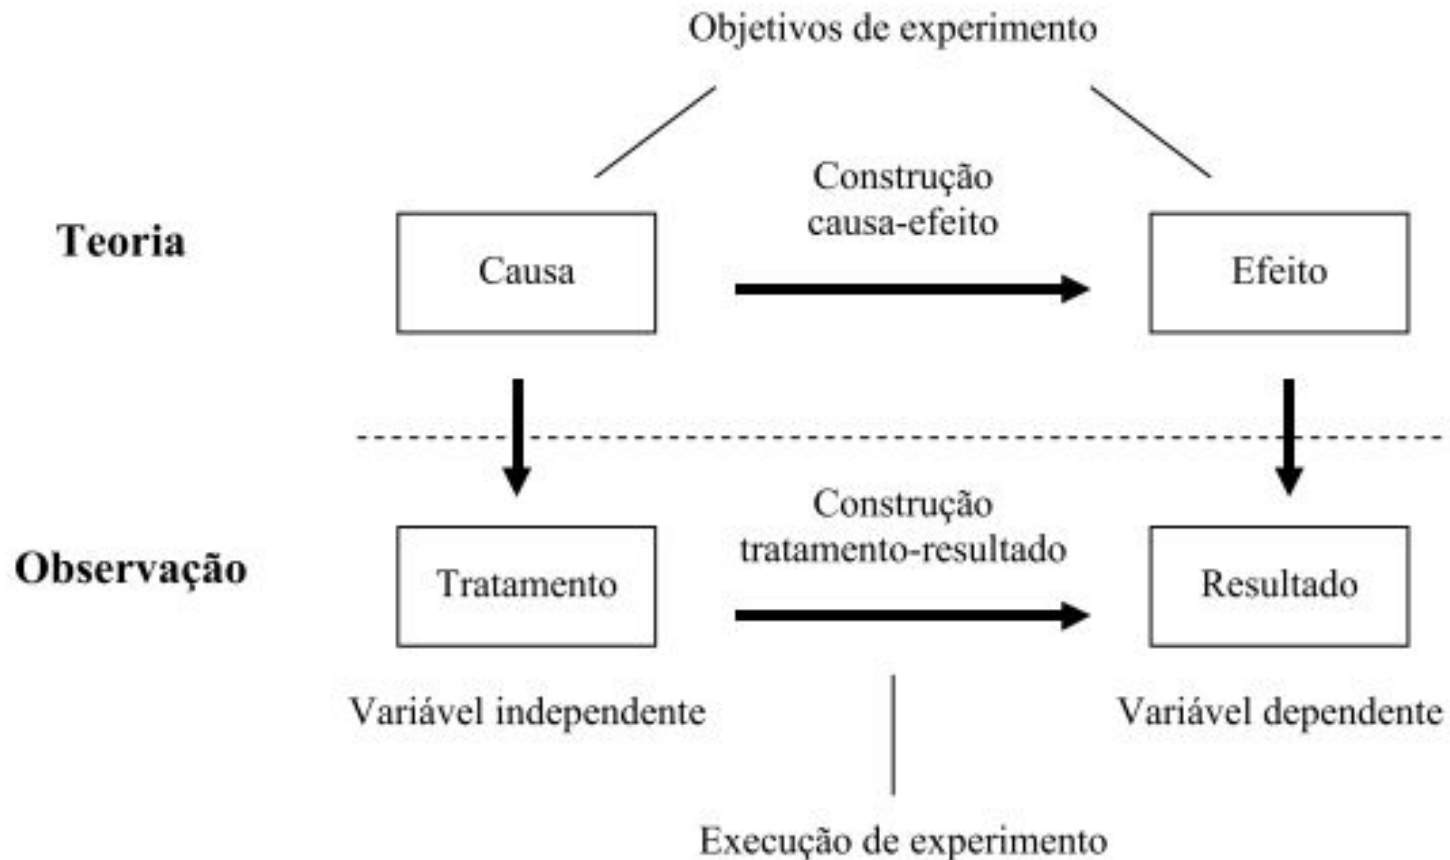 Objetivos de experimento
Construção
causa-efeito
Teoria
Causa
Efeito
Construção
tratamento-resultado
Observação
Tratamento
Resultado
Variável independente
Variável dependente
Execução de experimento